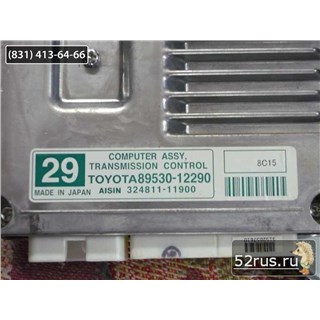 (831) 413-64-66
29
COMPUTER ASSY,
TRANSMISSION CONTROL
TOYOTA89530-12290
MADE IN JAPAN AISIN 324811-11900
8C15
52rus.ru